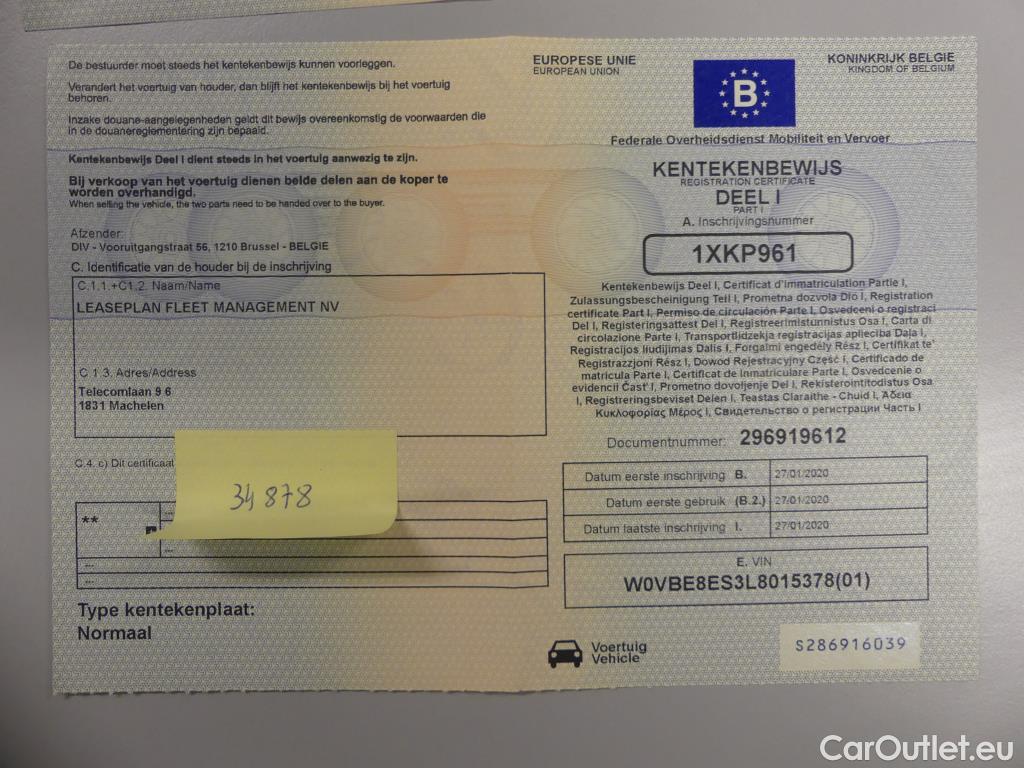 De bestuurder moet steeds het kentekenbewijs kunnen voorleggen.
Verandert het voertuig van houder, dan blijft het kentekenbewijs bij het voertuig
behoren.
Inzake douane-aangelegenheden geldt dit bewijs overeenkomstig de voorwaarden die
in de douanereglementering zijn bepaald.
Kentekenbewijs Deel I dient steeds in het voertuig aanwezig te zijn.
Bij verkoop van het voertuig dienen beide delen aan de koper te
worden overhandigd.
When selling the vehicle, the two parts need to be handed over to the buyer.
Afzender:
DIV - Vooruitgangstraat 56, 1210 Brussel - BELGIE
C. Identificatie van de houder bij de inschrijving
C.1.1.+C1.2. Naam/Name
LEASEPLAN FLEET MANAGEMENT NV
C.1.3. Adres/Address
Telecomlaan 9 6
1831 Machelen
C.4. c) Dit certificaat
34878
**
---
---
---
---
Type kentekenplaat:
Normaal
EUROPESE UNIE
EUROPEAN UNION
B
KONINKRIJK BELGIE
KINGDOM OF BELGIUM
Federale Overheidsdienst Mobiliteit en Vervoer
KENTEKENBEWIJS
REGISTRATION CERTIFICATE
DEEL I
PART I
A. Inschrijvingsnummer
1XKP961
Kentekenbewijs Deel I, Certificat d'immatriculation Partie I,
Zulassungsbescheinigung Teil I, Prometna dozvola Dio I, Registration
certificate Part I, Permiso de circulación Parte I, Osvedceni o registraci
Del I, Registeringsattest Del I, Registreerimistunnistus Osa I, Carta di
circolazione Parte I, Transportlidzekja registracijas aplieciba Daļa I,
Registracijos liudijimas Dalis I, Forgalmi engedély Rész I, Certifikat te'
Registrazzjoni Rész I, Dowod Rejestracyjny Część I, Certificado de
matricula Parte I, Certificat de Inmatriculare Parte I, Osvedcenie o
evidencii Časť I, Prometno dovoljenje Del I, Rekisterointitodistus Osa
I, Registreringsbeviset Delen I, Teastas Claraithe - Chuid I, Άδεια
Κυκλοφορίας Μέρος I, Свидетельство о регистрации Часть I
Documentnummer: 296919612
Datum eerste inschrijving B. 27/01/2020
Datum eerste gebruik (B.2.) 27/01/2020
Datum laatste inschrijving I. 27/01/2020
E. VIN
W0VBE8ES3L8015378(01)
Voertuig
Vehicle
S286916039
CarOutlet.eu